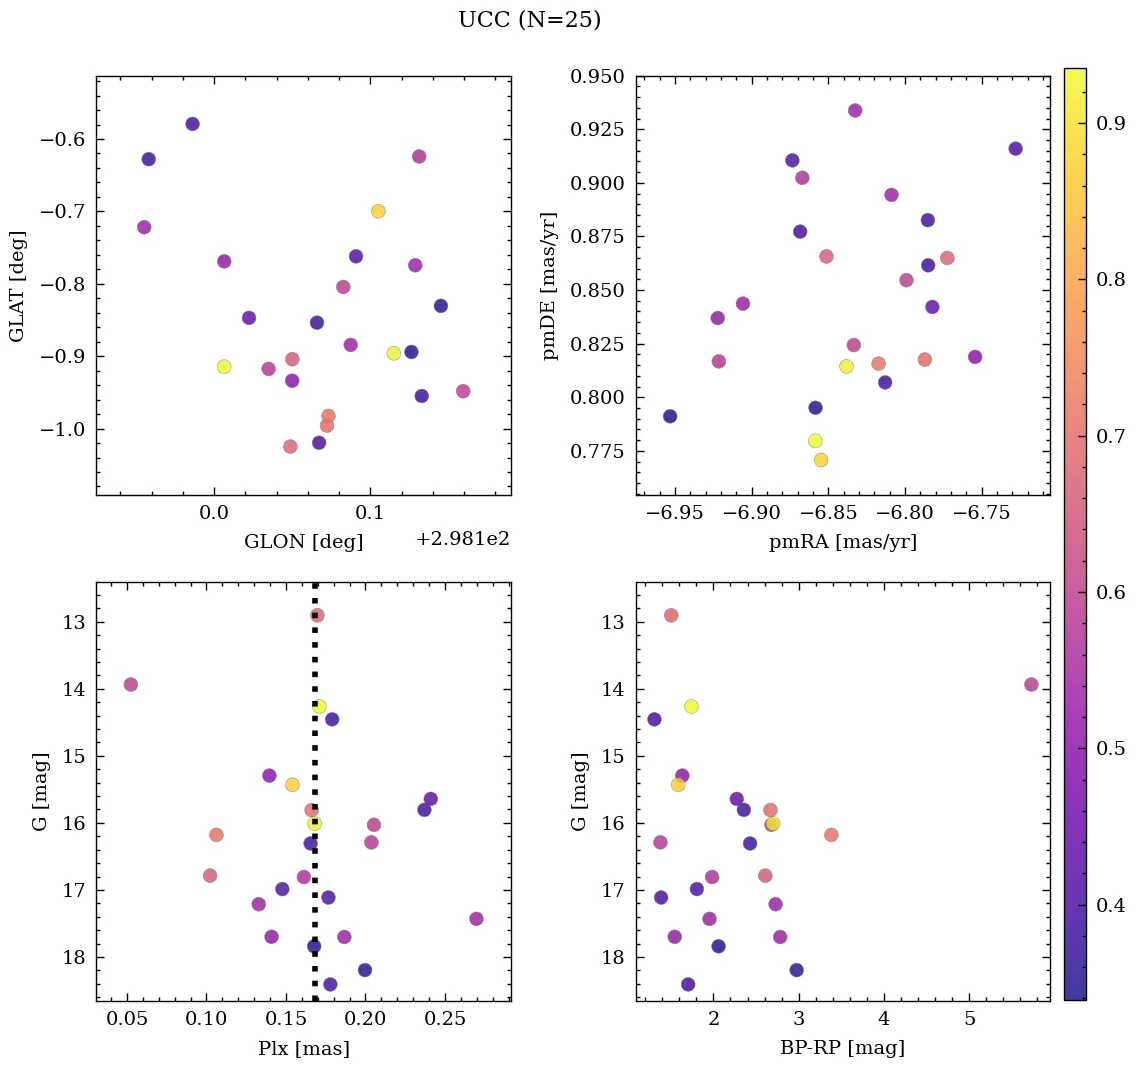 UCC (N=25)
−0.6
−0.7
−0.8
−0.9
−1.0
GLAT [deg]
0.0 0.1
GLON [deg]
+2.981e2
0.950
0.925
0.900
0.875
0.850
0.825
0.800
0.775
pmDE [mas/yr]
−6.95 −6.90 −6.85 −6.80 −6.75
pmRA [mas/yr]
0.9
0.8
0.7
0.6
0.5
0.4
13
14
15
16
17
18
G [mag]
0.05 0.10 0.15 0.20 0.25
Plx [mas]
13
14
15
16
17
18
G [mag]
2 3 4 5
BP-RP [mag]